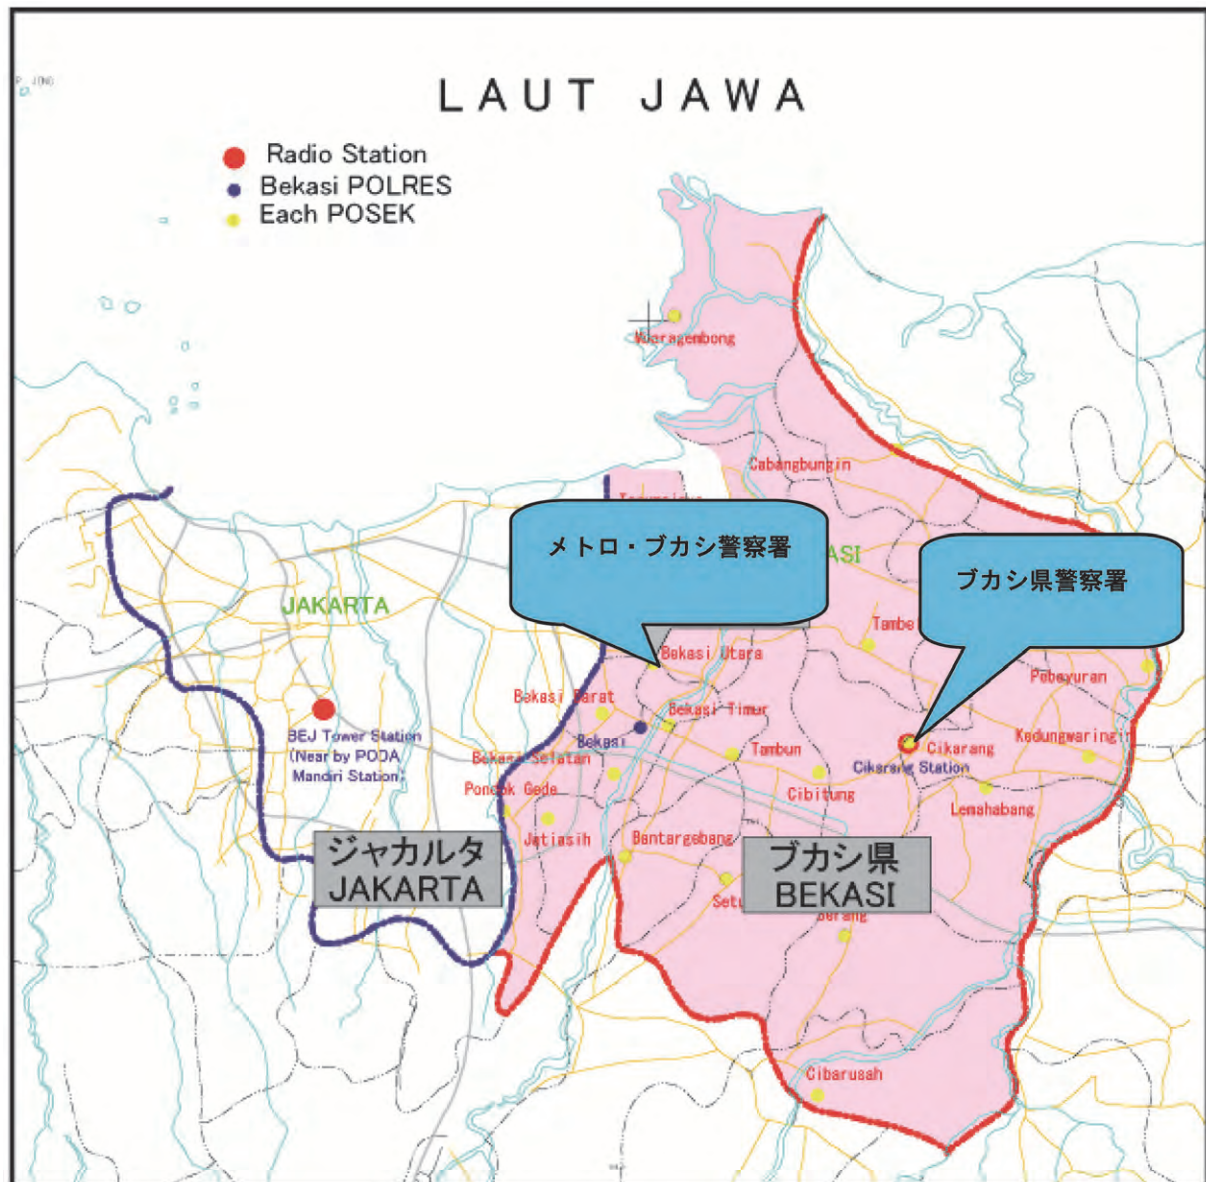 LAUT JAWA
Radio Station
Bekasi POLRES
Each POSEK
Muaragembong
Cabangbungin
メトロ・ブカシ警察署
ASI
ブカシ県警察署
JAKARTA
Tambe
Bekasi Utara
Pebayuran
Bekasi Barat
Bekasi Timur
BEJ Tower Station
(Near by PODA
Mandiri Station)
Bekasi
Tambun
Cikarang
Kedungwaringin
Bekasi Selatan
Cikarang Station
Pondok Gede
Cibitung
Lemahabang
Jatiasih
Bantargebang
ジャカルタ
JAKARTA
ブカシ県
BEKASI
Setu
Serang
Cibarusah